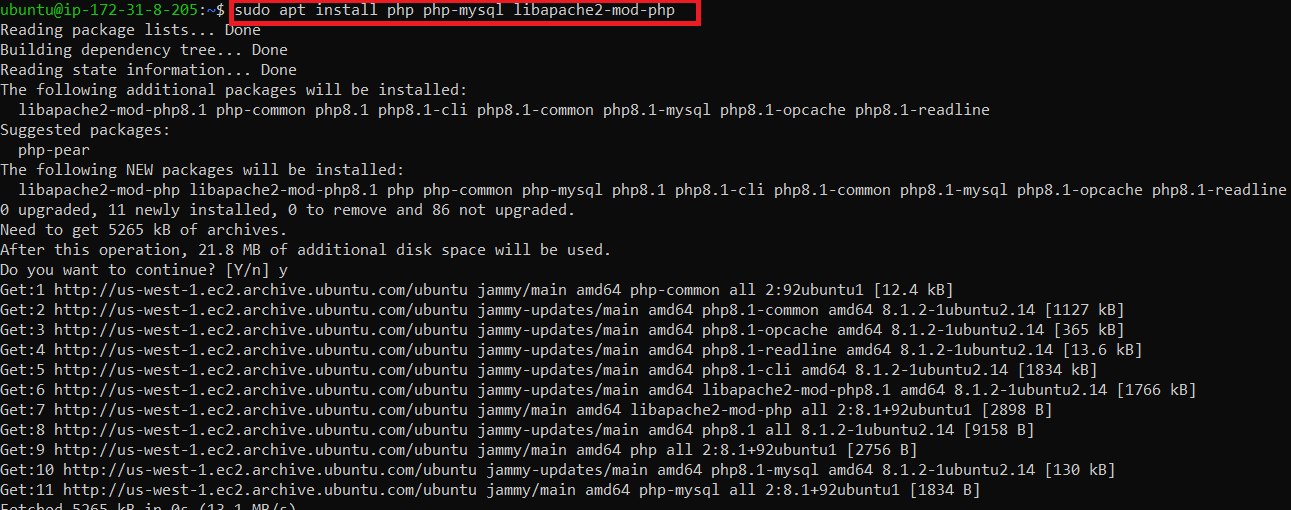 ubuntu@ip-172-31-8-205:~$ sudo apt install php php-mysql libapache2-mod-php
Reading package lists... Done
Building dependency tree... Done
Reading state information... Done
The following additional packages will be installed:
  libapache2-mod-php8.1 php-common php8.1 php8.1-cli php8.1-common php8.1-mysql php8.1-opcache php8.1-readline
Suggested packages:
  php-pear
The following NEW packages will be installed:
  libapache2-mod-php libapache2-mod-php8.1 php php-common php-mysql php8.1 php8.1-cli php8.1-common php8.1-mysql php8.1-opcache php8.1-readline
0 upgraded, 11 newly installed, 0 to remove and 86 not upgraded.
Need to get 5265 kB of archives.
After this operation, 21.8 MB of additional disk space will be used.
Do you want to continue? [Y/n] y
Get:1 http://us-west-1.ec2.archive.ubuntu.com/ubuntu jammy/main amd64 php-common all 2:92ubuntu1 [12.4 kB]
Get:2 http://us-west-1.ec2.archive.ubuntu.com/ubuntu jammy-updates/main amd64 php8.1-common amd64 8.1.2-1ubuntu2.14 [1127 kB]
Get:3 http://us-west-1.ec2.archive.ubuntu.com/ubuntu jammy-updates/main amd64 php8.1-opcache amd64 8.1.2-1ubuntu2.14 [365 kB]
Get:4 http://us-west-1.ec2.archive.ubuntu.com/ubuntu jammy-updates/main amd64 php8.1-readline amd64 8.1.2-1ubuntu2.14 [13.6 kB]
Get:5 http://us-west-1.ec2.archive.ubuntu.com/ubuntu jammy-updates/main amd64 php8.1-cli amd64 8.1.2-1ubuntu2.14 [1834 kB]
Get:6 http://us-west-1.ec2.archive.ubuntu.com/ubuntu jammy-updates/main amd64 libapache2-mod-php8.1 amd64 8.1.2-1ubuntu2.14 [1766 kB]
Get:7 http://us-west-1.ec2.archive.ubuntu.com/ubuntu jammy/main amd64 libapache2-mod-php all 2:8.1+92ubuntu1 [2898 B]
Get:8 http://us-west-1.ec2.archive.ubuntu.com/ubuntu jammy-updates/main amd64 php8.1 all 8.1.2-1ubuntu2.14 [9158 B]
Get:9 http://us-west-1.ec2.archive.ubuntu.com/ubuntu jammy/main amd64 php all 2:8.1+92ubuntu1 [2756 B]
Get:10 http://us-west-1.ec2.archive.ubuntu.com/ubuntu jammy-updates/main amd64 php8.1-mysql amd64 8.1.2-1ubuntu2.14 [130 kB]
Get:11 http://us-west-1.ec2.archive.ubuntu.com/ubuntu jammy/main amd64 php-mysql all 2:8.1+92ubuntu1 [1834 B]
Fetched 5265 kB in 0s (13.1 MB/s)